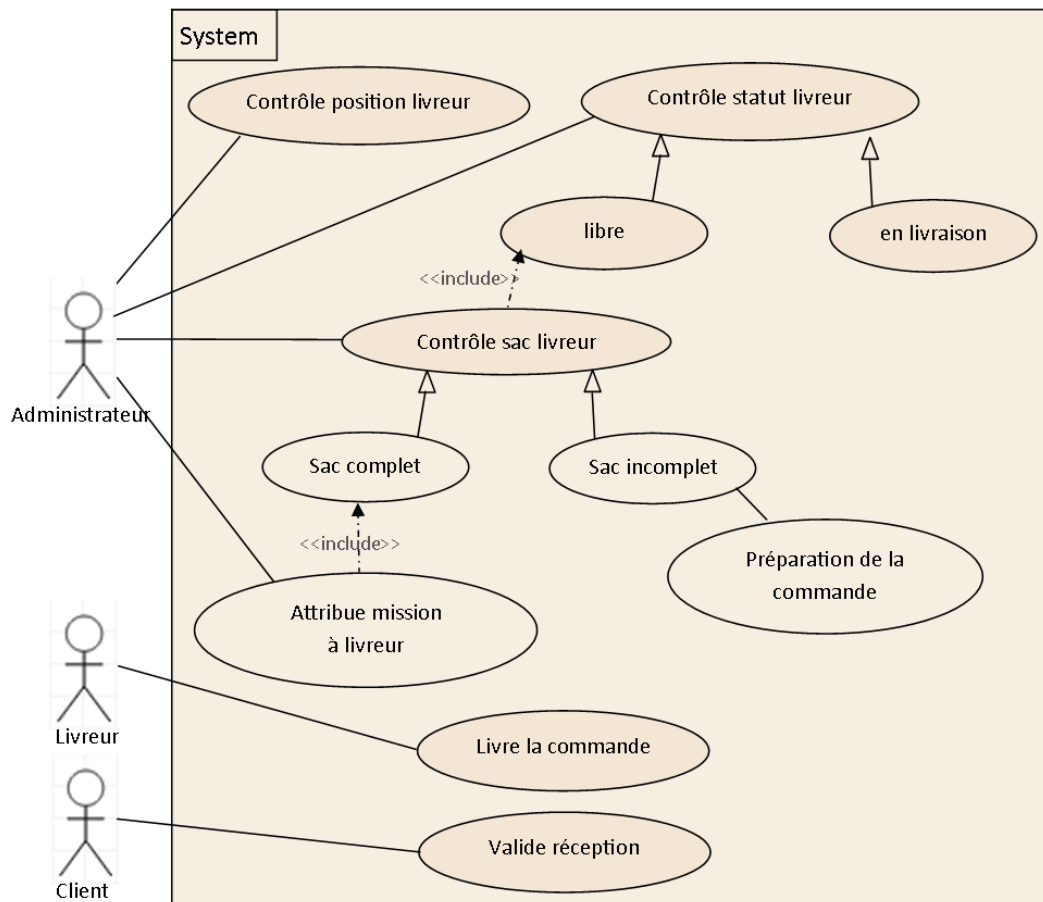 System
Contrôle position livreur
Contrôle statut livreur
libre
en livraison
<<include>>
Contrôle sac livreur
Administrateur
Sac complet
Sac incomplet
<<include>>
Préparation de la
commande
Attribue mission
à livreur
Livreur
Livre la commande
Valide réception
Client